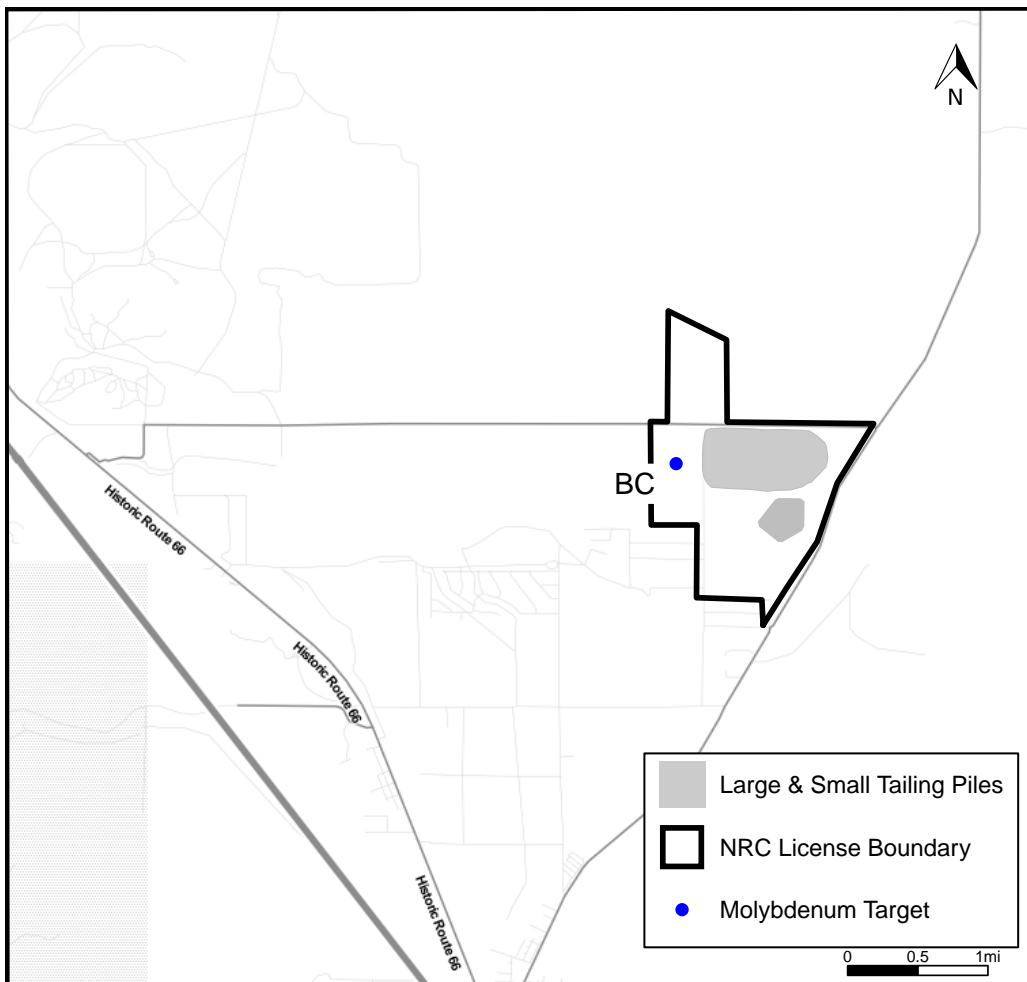 N
BC
Historic Route 66
Historic Route 66
Historic Route 66
Large & Small Tailing Piles
NRC License Boundary
Molybdenum Target
0 0.5 1mi